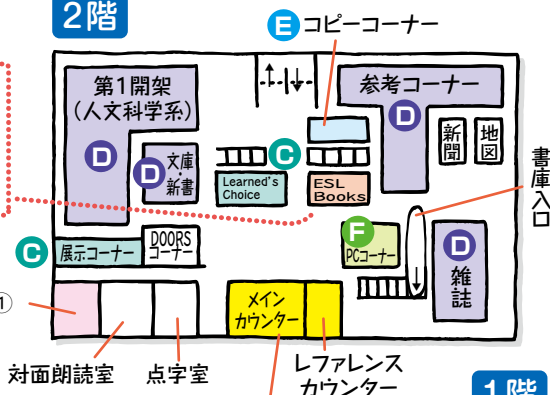 2階
E コピーコーナー
第1開架
(人文科学系)
D
参考コーナー
D
新聞
地図
書庫入口
D
文庫・新書
C
Learned's
Choice
ESL
Books
C
展示コーナー
DOORS
コーナー
F
PCコーナー
D
雑誌
1
メイン
カウンター
対面朗読室
点字室
レファレンス
カウンター
1階